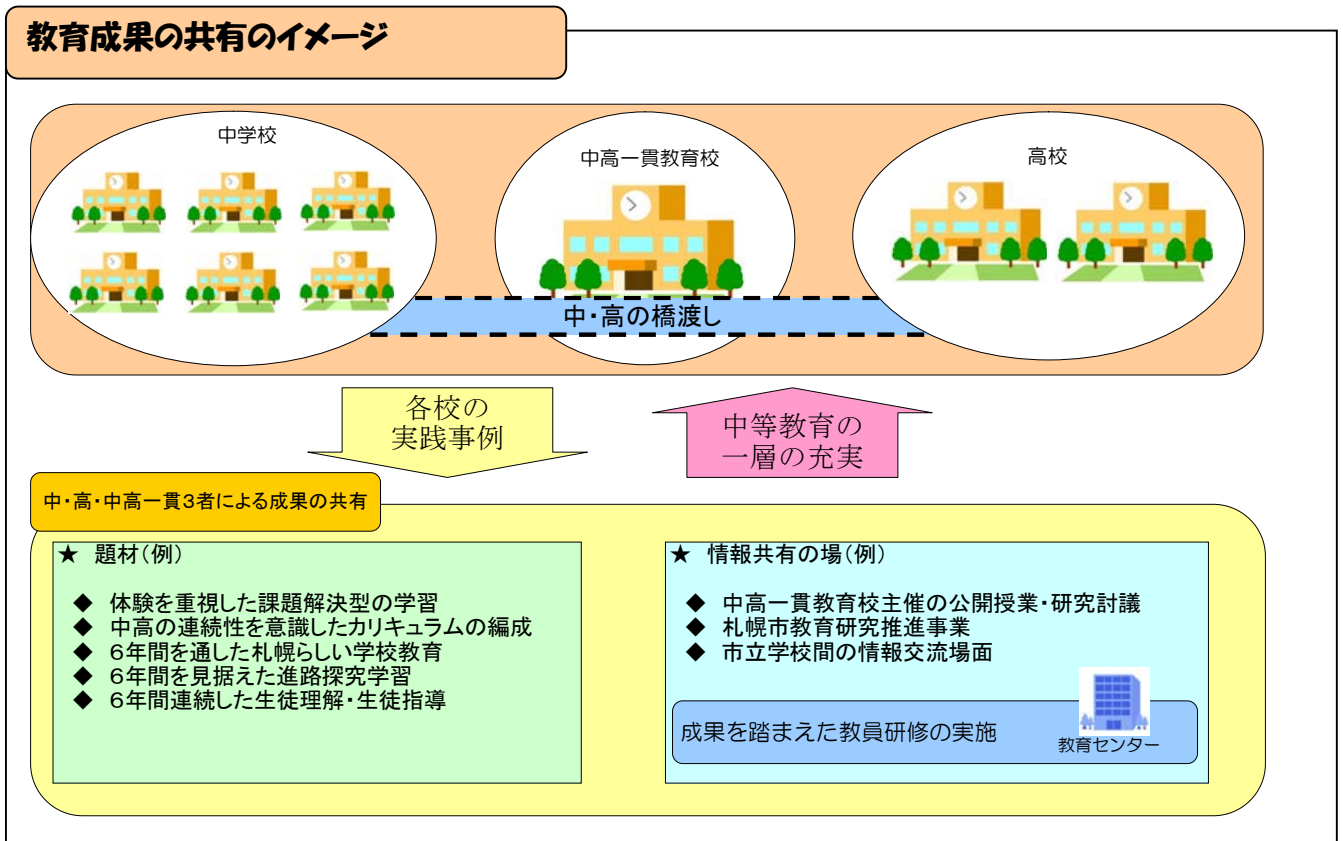 教育成果の共有のイメージ
中学校
中高一貫教育校
高校
中・高の橋渡し
各校の
実践事例
中等教育の
一層の充実
中・高・中高一貫3者による成果の共有
★ 題材(例)
◆ 体験を重視した課題解決型の学習
◆ 中高の連続性を意識したカリキュラムの編成
◆ 6年間を通した札幌らしい学校教育
◆ 6年間を見据えた進路探究学習
◆ 6年間連続した生徒理解・生徒指導
★ 情報共有の場(例)
◆ 中高一貫教育校主催の公開授業・研究討議
◆ 札幌市教育研究推進事業
◆ 市立学校間の情報交流場面
成果を踏まえた教員研修の実施
教育センター